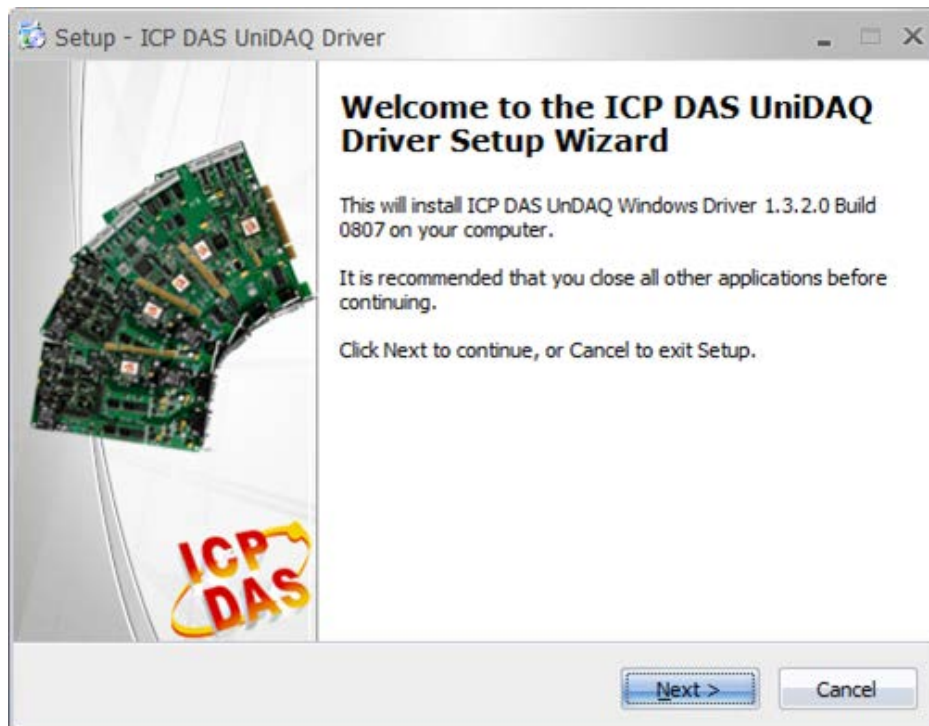 Setup - ICP DAS UniDAQ Driver
Welcome to the ICP DAS UniDAQ
Driver Setup Wizard
This will install ICP DAS UnDAQ Windows Driver 1.3.2.0 Build
0807 on your computer.
It is recommended that you close all other applications before
continuing.
Click Next to continue, or Cancel to exit Setup.
ICP
DAS
Next >
Cancel